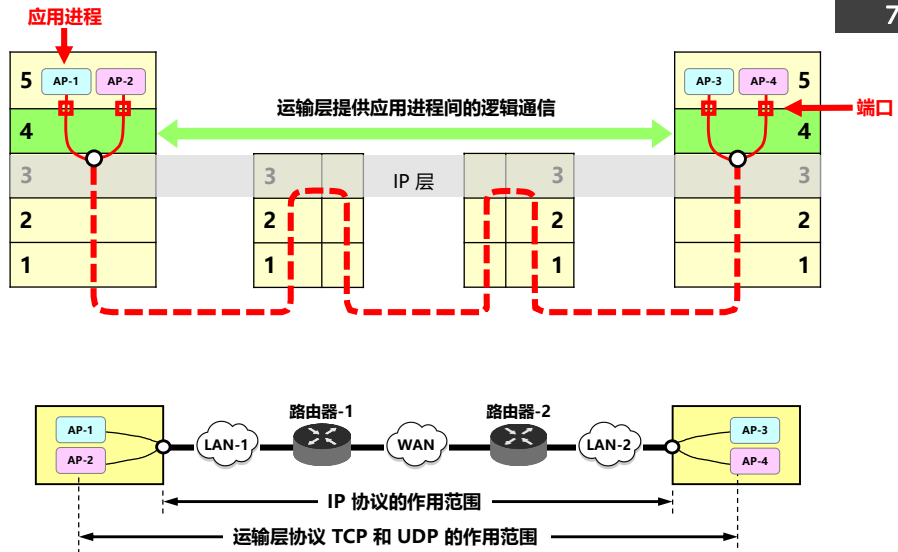 应用进程
7
5 AP-1 AP-2
AP-3 AP-4 5
运输层提供应用进程间的逻辑通信
端口
4
4
3
3
IP 层
3
3
2
2
2
2
1
1
1
1
路由器-1
路由器-2
AP-1
AP-2
LAN-1
WAN
LAN-2
AP-3
AP-4
IP 协议的作用范围
运输层协议 TCP 和 UDP 的作用范围